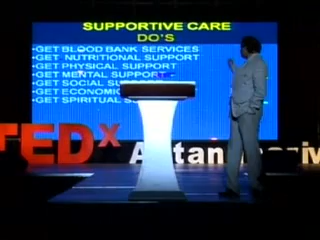 SUPPORTIVE CARE
DO'S
-GET BLOOD BANK SERVICES
-GET NUTRITIONAL SUPPORT
-GET PHYSICAL SUPPORT
-GET MENTAL SUPPORT
-GET SOCIAL
-GET ECONOMIC
-GET SPIRITUAL
TEDx